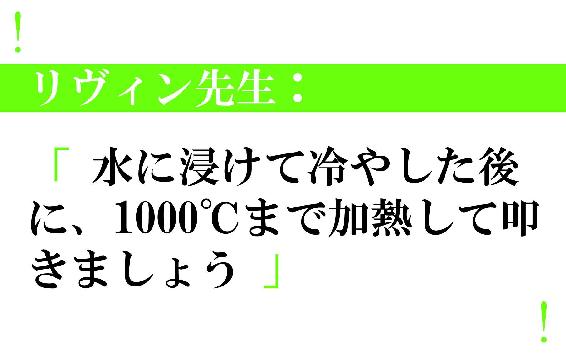 !
リヴィン先生：
「 水に浸けて冷やした後
に、1000℃まで加熱して叩
きましょう 」
!